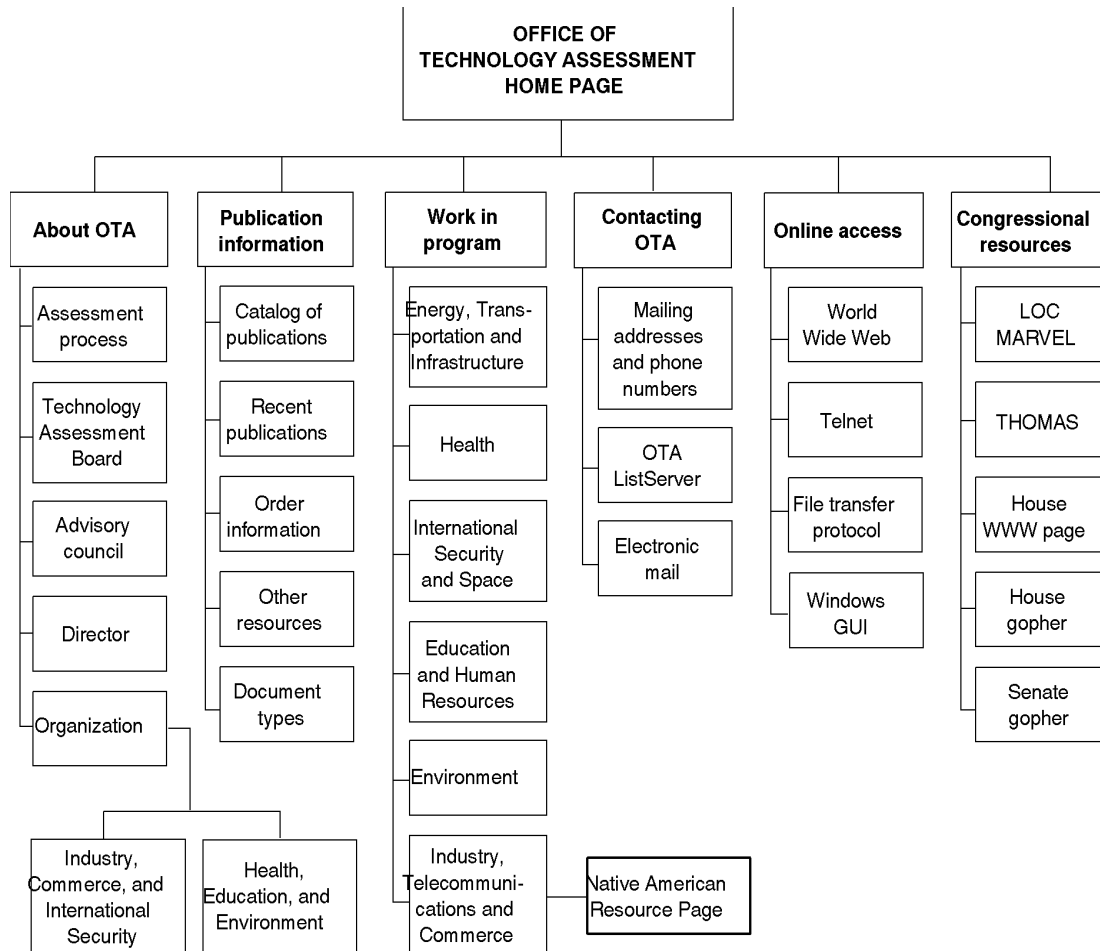 OFFICE OF
TECHNOLOGY ASSESSMENT
HOME PAGE
About OTA
Publication
information
Work in
program
Contacting
OTA
Online access
Congressional
resources
Assessment
process
Technology
Assessment
Board
Advisory
council
Director
Organization
Industry,
Commerce, and
International
Security
Health,
Education, and
Environment
Catalog of
publications
Recent
publications
Order
information
Other
resources
Document
types
Energy, Trans-
portation and
Infrastructure
Health
International
Security
and Space
Education
and Human
Resources
Environment
Industry,
Telecommuni-
cations and
Commerce
Native American
Resource Page
Mailing
addresses
and phone
numbers
OTA
ListServer
Electronic
mail
World
Wide Web
Telnet
File transfer
protocol
Windows
GUI
LOC
MARVEL
THOMAS
House
WWW page
House
gopher
Senate
gopher